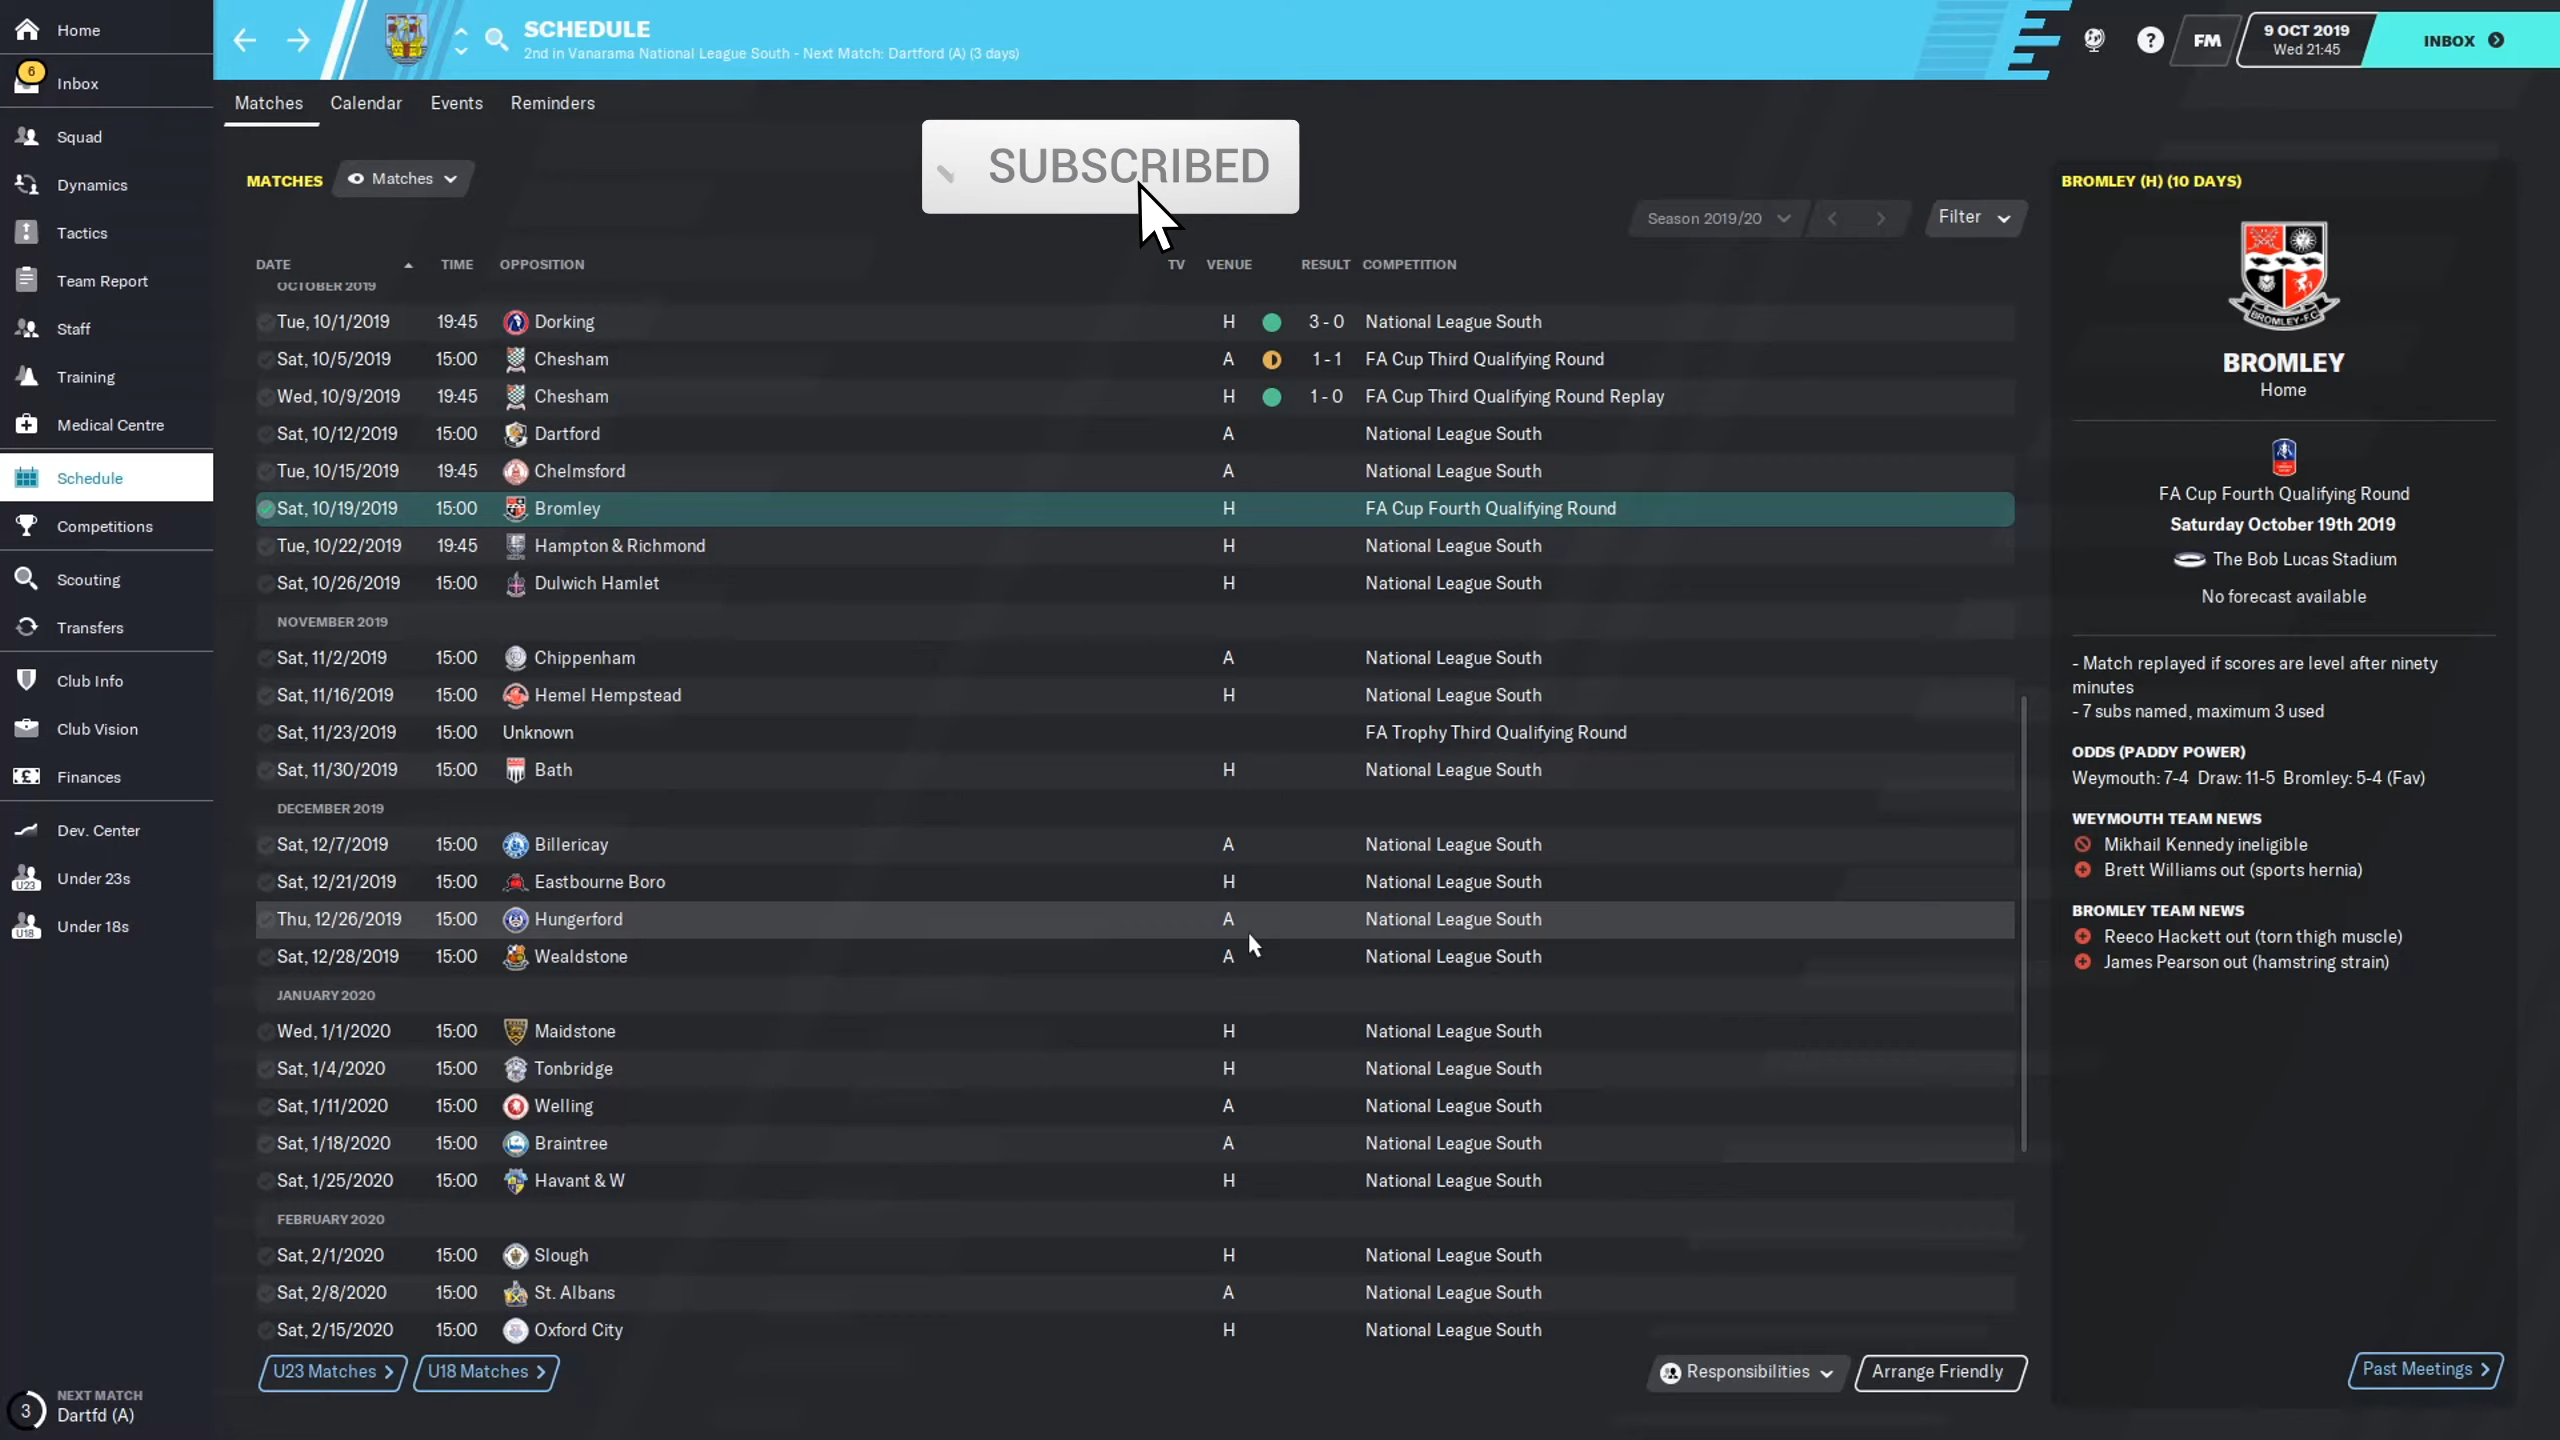 Home
Inbox
6
Squad
Dynamics
Tactics
Team Report
Staff
Training
Medical Centre
Schedule
Competitions
Scouting
Transfers
Club Info
Club Vision
Finances
Dev. Center
U23 Under 23s
U18 Under 18s
3
NEXT MATCH
Dartfd (A)
SCHEDULE
2nd in Vanarama National League South - Next Match: Dartford (A) (3 days)
? FM
9 OCT 2019
Wed 21:45
INBOX
Matches Calendar Events Reminders
SUBSCRIBED
MATCHES Matches
Season 2019/20 Filter
DATE TIME OPPOSITION TV VENUE RESULT COMPETITION
OCTOBER 2019
Tue, 10/1/2019 19:45 Dorking H 3 - 0 National League South
Sat, 10/5/2019 15:00 Chesham A 1 - 1 FA Cup Third Qualifying Round
Wed, 10/9/2019 19:45 Chesham H 1 - 0 FA Cup Third Qualifying Round Replay
Sat, 10/12/2019 15:00 Dartford A National League South
Tue, 10/15/2019 19:45 Chelmsford A National League South
Sat, 10/19/2019 15:00 Bromley H FA Cup Fourth Qualifying Round
Tue, 10/22/2019 19:45 Hampton & Richmond H National League South
Sat, 10/26/2019 15:00 Dulwich Hamlet H National League South
NOVEMBER 2019
Sat, 11/2/2019 15:00 Chippenham A National League South
Sat, 11/16/2019 15:00 Hemel Hempstead H National League South
Sat, 11/23/2019 15:00 Unknown FA Trophy Third Qualifying Round
Sat, 11/30/2019 15:00 Bath H National League South
DECEMBER 2019
Sat, 12/7/2019 15:00 Billericay A National League South
Sat, 12/21/2019 15:00 Eastbourne Boro H National League South
Thu, 12/26/2019 15:00 Hungerford A National League South
Sat, 12/28/2019 15:00 Wealdstone A National League South
JANUARY 2020
Wed, 1/1/2020 15:00 Maidstone H National League South
Sat, 1/4/2020 15:00 Tonbridge H National League South
Sat, 1/11/2020 15:00 Welling A National League South
Sat, 1/18/2020 15:00 Braintree A National League South
Sat, 1/25/2020 15:00 Havant & W H National League South
FEBRUARY 2020
Sat, 2/1/2020 15:00 Slough H National League South
Sat, 2/8/2020 15:00 St. Albans A National League South
Sat, 2/15/2020 15:00 Oxford City H National League South
U23 Matches U18 Matches Responsibilities Arrange Friendly
BROMLEY (H) (10 DAYS)
BROMLEY-F.C.
BROMLEY
Home
FA Cup Fourth Qualifying Round
Saturday October 19th 2019
The Bob Lucas Stadium
No forecast available
- Match replayed if scores are level after ninety
minutes
- 7 subs named, maximum 3 used
ODDS (PADDY POWER)
Weymouth: 7-4 Draw: 11-5 Bromley: 5-4 (Fav)
WEYMOUTH TEAM NEWS
Mikhail Kennedy ineligible
Brett Williams out (sports hernia)
BROMLEY TEAM NEWS
Reeco Hackett out (torn thigh muscle)
James Pearson out (hamstring strain)
Past Meetings